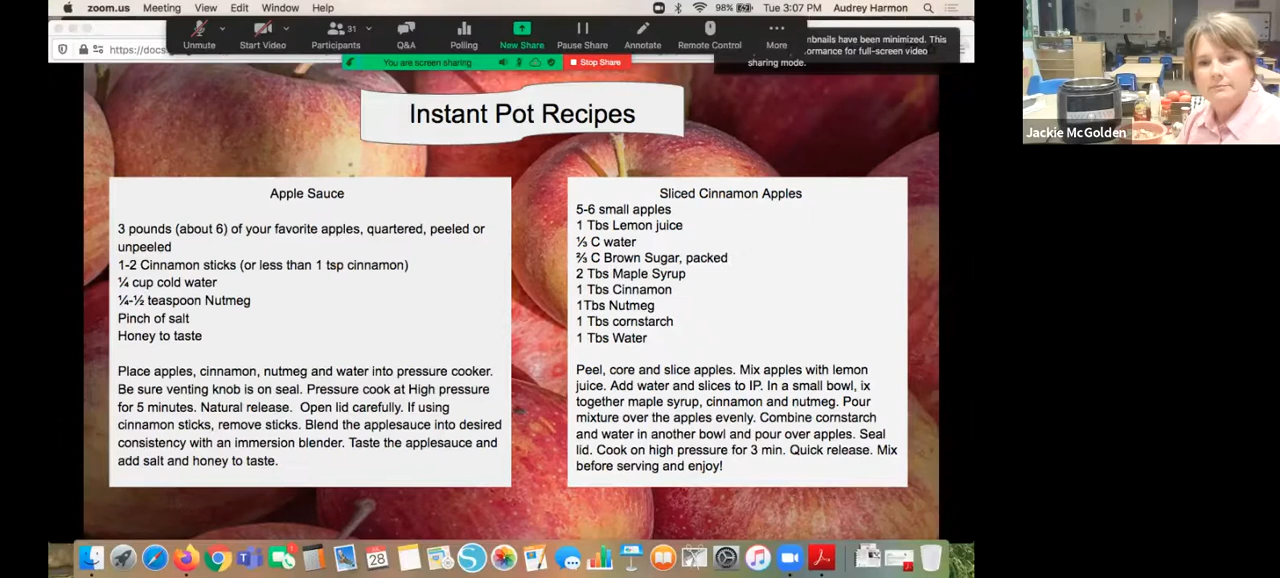 zoom.us Meeting View Edit Window Help 98% Tue 3:07 PM Audrey Harmon
Unmute Start Video Participants 31 Q&A Polling New Share Pause Share Annotate Remote Control More
mbnails have been minimized. This
ormance for full-screen video
sharing mode.
https://docs
You are screen sharing Stop Share
Jackie McGolden
Instant Pot Recipes
Apple Sauce
3 pounds (about 6) of your favorite apples, quartered, peeled or
unpeeled
1-2 Cinnamon sticks (or less than 1 tsp cinnamon)
¼ cup cold water
¼-½ teaspoon Nutmeg
Pinch of salt
Honey to taste
Place apples, cinnamon, nutmeg and water into pressure cooker.
Be sure venting knob is on seal. Pressure cook at High pressure
for 5 minutes. Natural release. Open lid carefully. If using
cinnamon sticks, remove sticks. Blend the applesauce into desired
consistency with an immersion blender. Taste the applesauce and
add salt and honey to taste.
Sliced Cinnamon Apples
5-6 small apples
1 Tbs Lemon juice
⅓ C water
⅔ C Brown Sugar, packed
2 Tbs Maple Syrup
1 Tbs Cinnamon
1Tbs Nutmeg
1 Tbs cornstarch
1 Tbs Water
Peel, core and slice apples. Mix apples with lemon
juice. Add water and slices to IP. In a small bowl, ix
together maple syrup, cinnamon and nutmeg. Pour
mixture over the apples evenly. Combine cornstarch
and water in another bowl and pour over apples. Seal
lid. Cook on high pressure for 3 min. Quick release. Mix
before serving and enjoy!
28